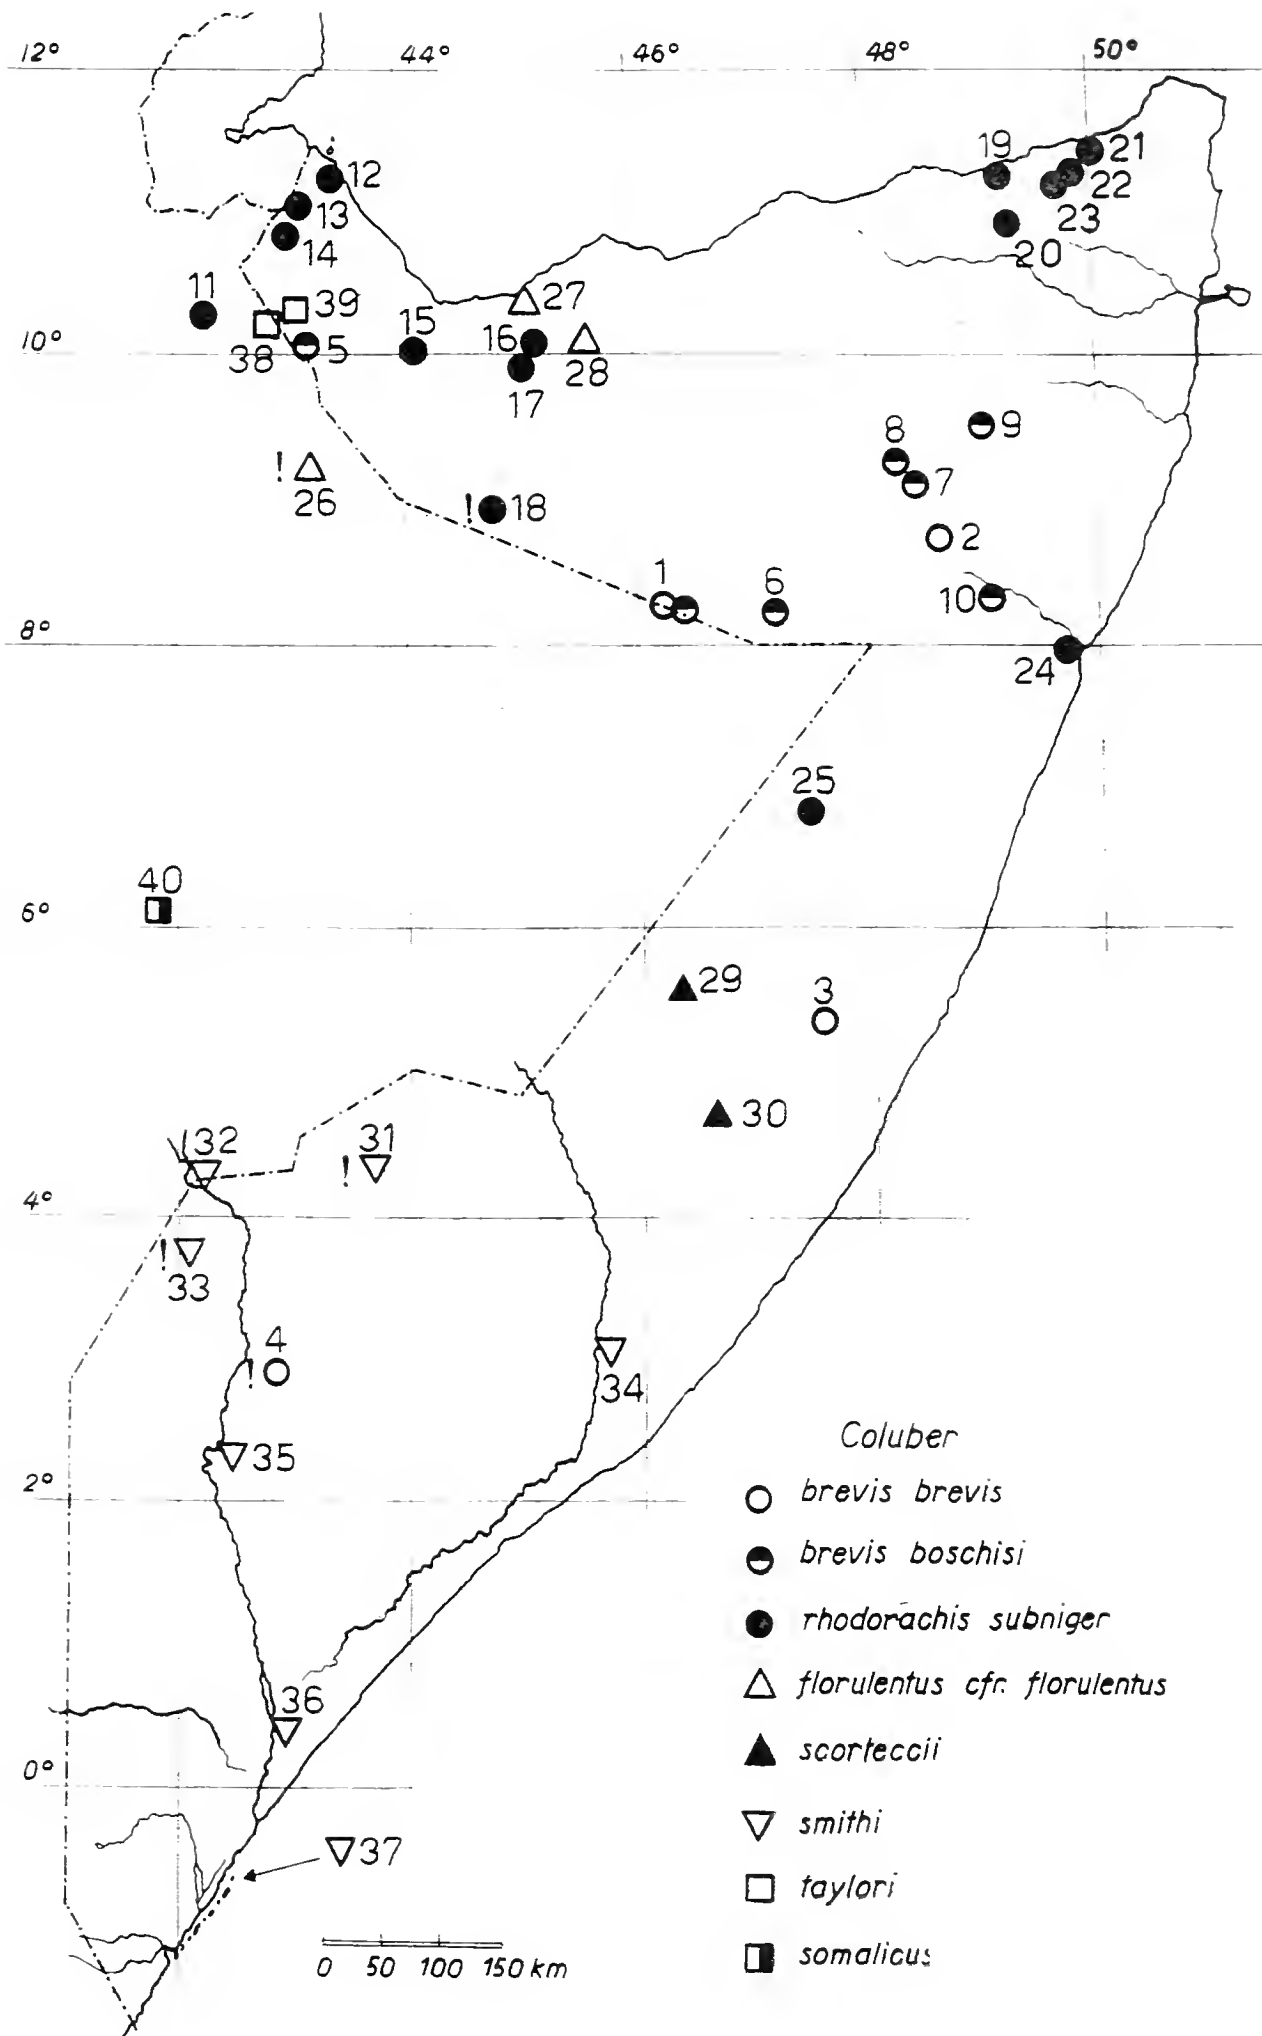 12° 44° 46° 48° 50°
19 21
! 12 22
13 23
14 20
11 39 27
15 16
10° 38 5 28
17
8 9
! 26 7
! 18 2
1 6
10
8°
24
25
40
6°
29 3
30
32 31
!
4°
! 33
4
! 34
35
2°
36
0°
37
0 50 100 150 km
Coluber
brevis brevis
brevis boschisi
rhodorachis subniger
florulentus cfr. florulentus
scorteccii
smithi
taylori
somalicus